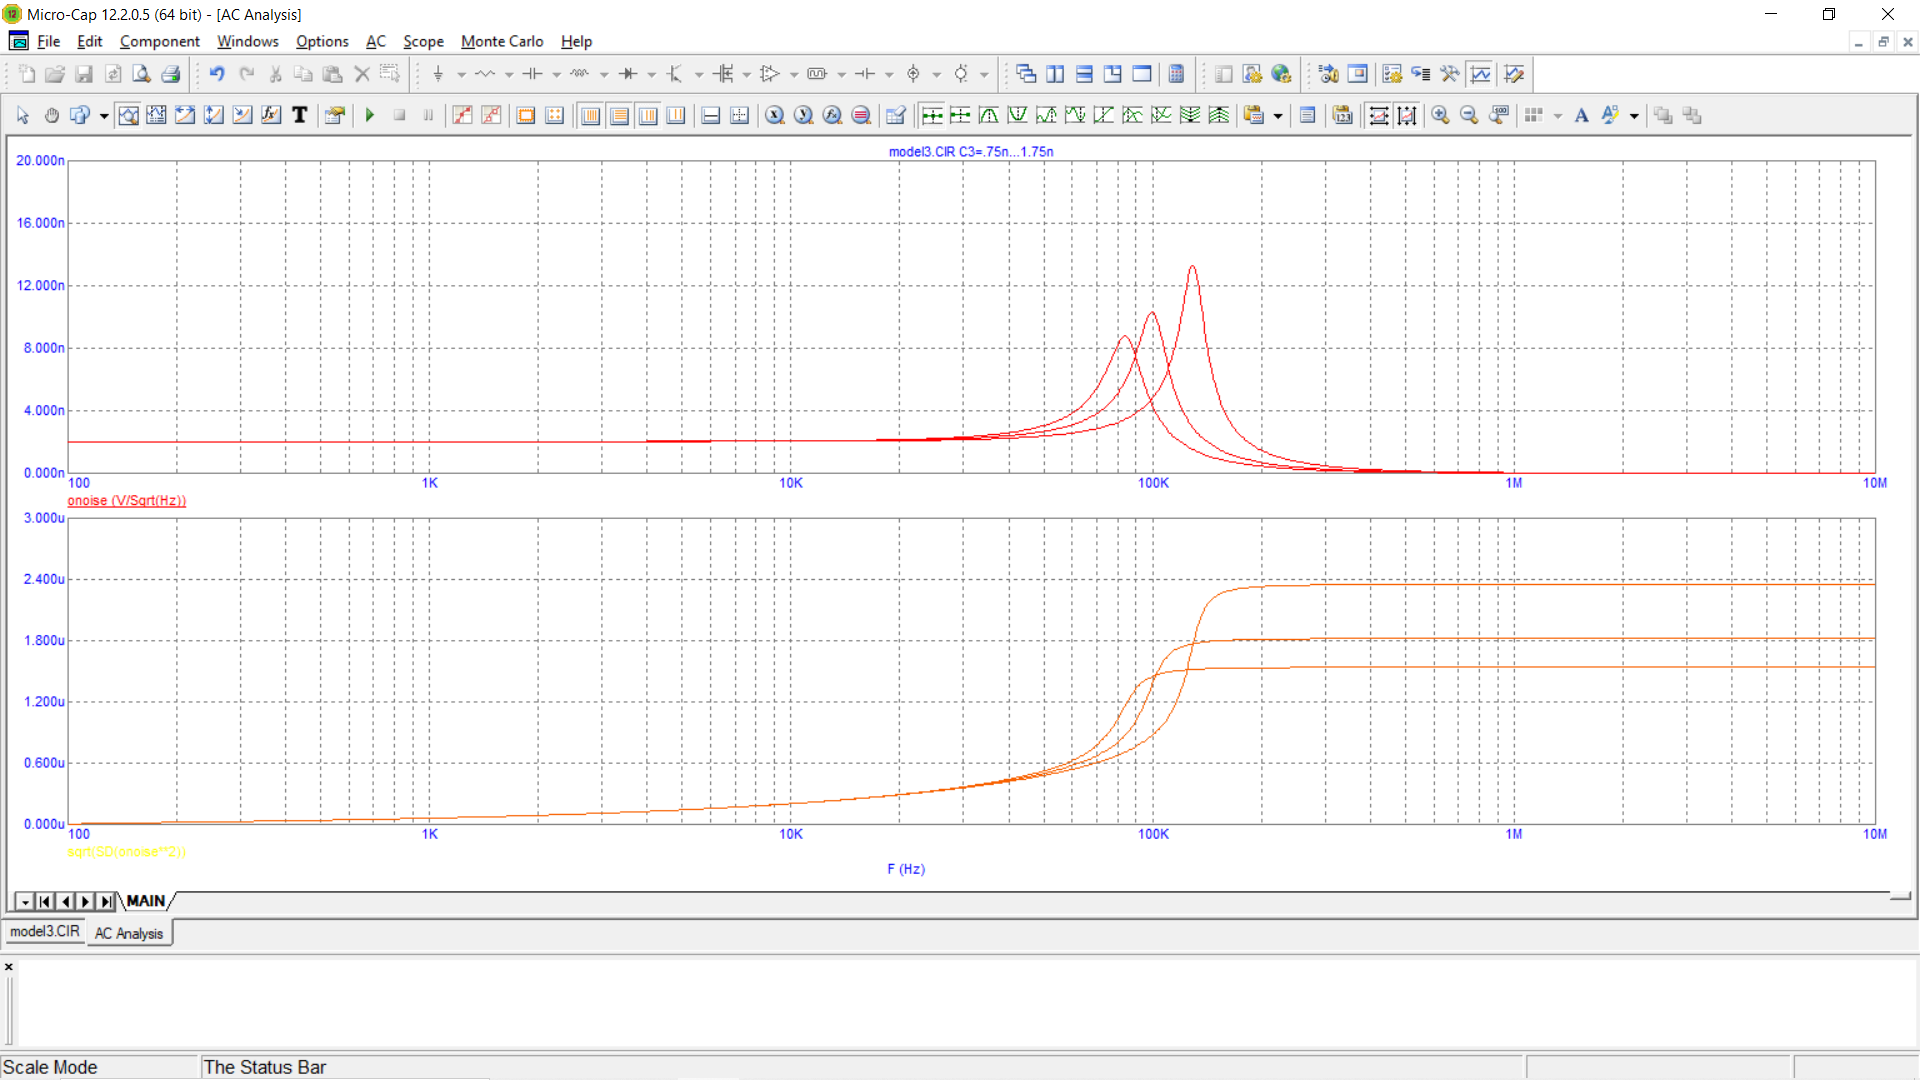 Micro-Cap 12.2.0.5 (64 bit) - [AC Analysis]
File Edit Component Windows Options AC Scope Monte Carlo Help
model3.CIR C3=.75n...1.75n
20.000n
16.000n
12.000n
8.000n
4.000n
0.000n
100 1K 10K 100K 1M 10M
onoise (V/Sqrt(Hz))
3.000u
2.400u
1.800u
1.200u
0.600u
0.000u
100 1K 10K 100K 1M 10M
sqrt(SD(onoise**2))
F (Hz)
MAIN
model3.CIR AC Analysis
Scale Mode The Status Bar